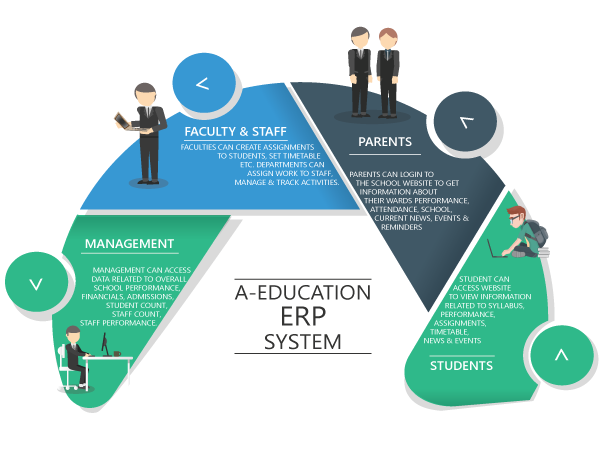 FACULTY & STAFF
FACULTIES CAN CREATE ASSIGNMENTS
TO STUDENTS, SET TIMETABLE
ETC. DEPARTMENTS CAN
ASSIGN WORK TO STAFF,
MANAGE & TRACK ACTIVITIES.
PARENTS
PARENTS CAN LOGIN TO
THE SCHOOL WEBSITE TO GET
INFORMATION ABOUT
THEIR WARDS PERFORMANCE,
ATTENDANCE, SCHOOL,
CURRENT NEWS, EVENTS &
REMINDERS
MANAGEMENT
MANAGEMENT CAN ACCESS
DATA RELATED TO OVERALL
SCHOOL PERFORMANCE,
FINANCIALS, ADMISSIONS,
STUDENT COUNT,
STAFF COUNT,
STAFF PERFORMANCE.
A-EDUCATION
ERP
SYSTEM
STUDENT CAN
ACCESS WEBSITE
TO VIEW INFORMATION
RELATED TO SYLLABUS,
PERFORMANCE,
ASSIGNMENTS,
TIMETABLE,
NEWS & EVENTS
STUDENTS